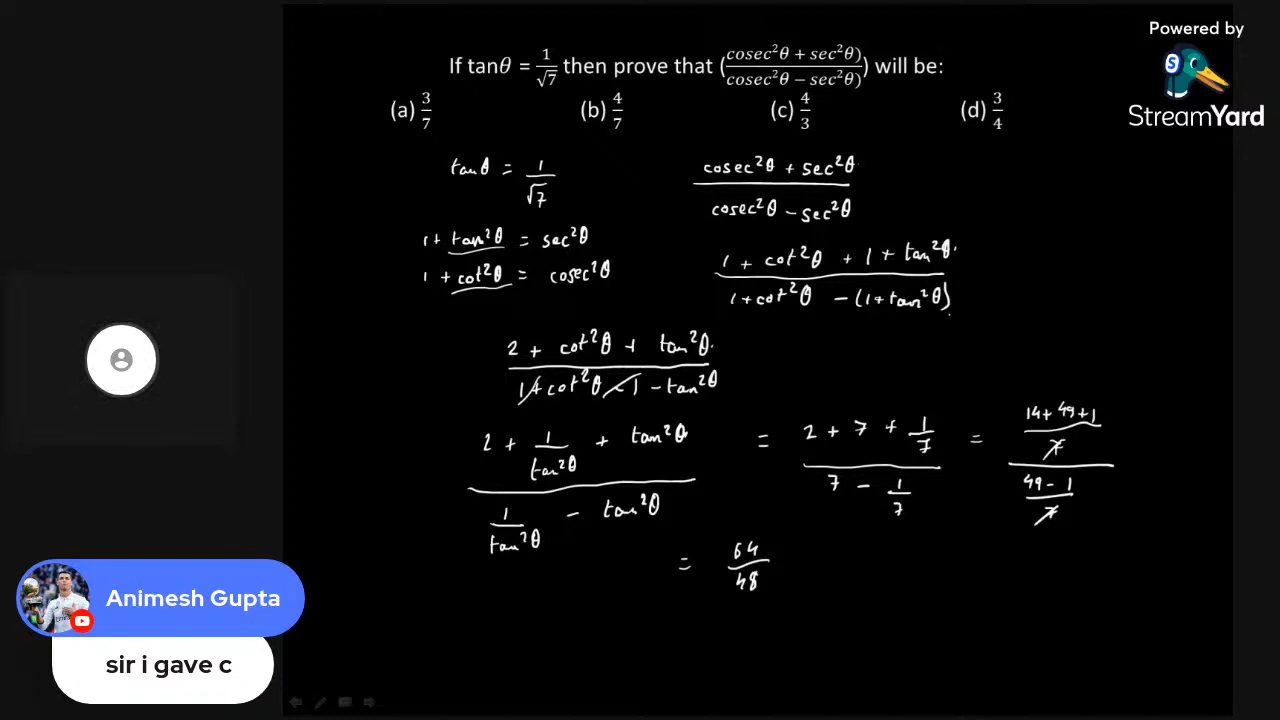 Powered by
StreamYard
If tanθ = 1/√7 then prove that (cosec²θ + sec²θ)/(cosec²θ − sec²θ)) will be:
(a) 3/7 (b) 4/7 (c) 4/3 (d) 3/4
tanθ = 1/√7
1 + tan²θ = sec²θ
1 + cot²θ = cosec²θ
cosec²θ + sec²θ
cosec²θ − sec²θ
1 + cot²θ + 1 + tan²θ
1 + cot²θ − (1 + tan²θ)
2 + cot²θ + tan²θ
1 + cot²θ − 1 − tan²θ
2 + 1/tan²θ + tan²θ
1/tan²θ − tan²θ
= 2 + 7 + 1/7
7 − 1/7
= 14 + 49 + 1
7
49 − 1
7
= 64
48
Animesh Gupta
sir i gave c